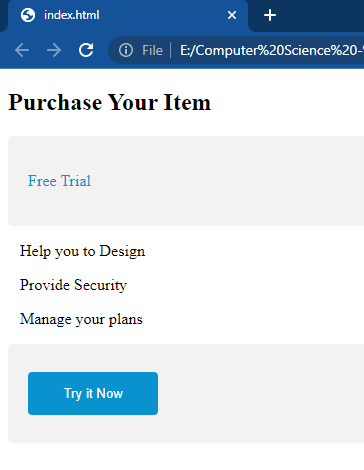 index.html
File | E:/Computer%20Science%20-
Purchase Your Item
Free Trial
Help you to Design
Provide Security
Manage your plans
Try it Now